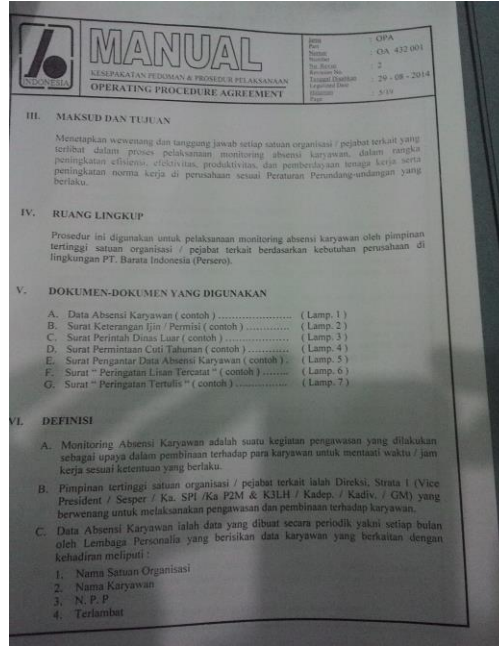 INDONESIA
MANUAL
KESEPAKATAN PEDOMAN & PROSEDUR PELAKSANAAN
OPERATING PROCEDURE AGREEMENT
: OPA
Part
Nomor : OA 432 001
Number
: 2
Revision No.
: 29 - 08 - 2014
Page
III. MAKSUD DAN TUJUAN
Menetapkan wewenang dan tanggung jawab setiap satuan organisasi / pejabat terkait yang
terlibat dalam proses pelaksanaan monitoring absensi karyawan, dalam rangka
peningkatan efisiensi, efektivitas, produktivitas, dan pemberdayaan tenaga kerja serta
peningkatan norma kerja di perusahaan sesuai Peraturan Perundang-undangan yang
berlaku.
IV. RUANG LINGKUP
Prosedur ini digunakan untuk pelaksanaan monitoring absensi karyawan oleh pimpinan
tertinggi satuan organisasi / pejabat terkait berdasarkan kebutuhan perusahaan di
lingkungan PT. Barata Indonesia (Persero).
V. DOKUMEN-DOKUMEN YANG DIGUNAKAN
A. Data Absensi Karyawan ( contoh ) ...................... ( Lamp. 1 )
B. Surat Keterangan Ijin / Permisi ( contoh ) ............. ( Lamp. 2 )
C. Surat Perintah Dinas Luar ( contoh ) .................... ( Lamp. 3 )
D. Surat Permintaan Cuti Tahunan ( contoh ) ............. ( Lamp. 4 )
E. Surat Pengantar Data Absensi Karyawan ( contoh ) . ( Lamp. 5 )
F. Surat " Peringatan Lisan Tercatat " ( contoh ) ........ ( Lamp. 6 )
G. Surat " Peringatan Tertulis " ( contoh ) ................ ( Lamp. 7 )
VI. DEFINISI
A. Monitoring Absensi Karyawan adalah suatu kegiatan pengawasan yang dilakukan
sebagai upaya dalam pembinaan terhadap para karyawan untuk mentaati waktu / jam
kerja sesuai ketentuan yang berlaku.
B. Pimpinan tertinggi satuan organisasi / pejabat terkait ialah Direksi, Strata I (Vice
President / Sesper / Ka. SPI /Ka P2M & K3LH / Kadep. / Kadiv. / GM) yang
berwenang untuk melaksanakan pengawasan dan pembinaan terhadap karyawan.
C. Data Absensi Karyawan ialah data yang dibuat secara periodik yakni setiap bulan
oleh Lembaga Personalia yang berisikan data karyawan yang berkaitan dengan
kehadiran meliputi :
1. Nama Satuan Organisasi
2. Nama Karyawan
3. N. P. P
4. Terlambat